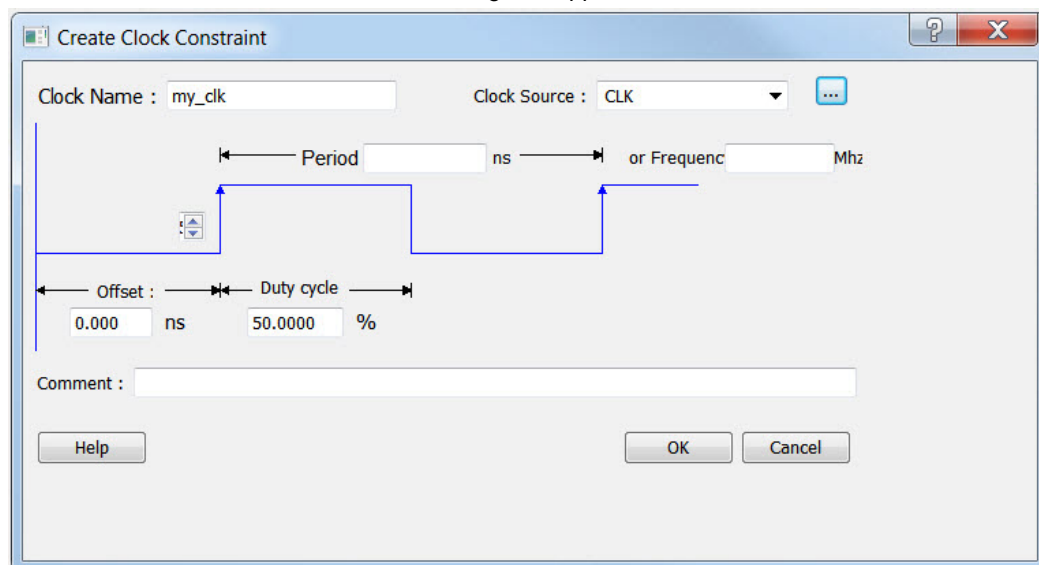 Create Clock Constraint
Clock Name : my_clk Clock Source : CLK ...
Period ns or Frequenc Mhz
Offset : Duty cycle
0.000 ns 50.0000 %
Comment :
Help OK Cancel